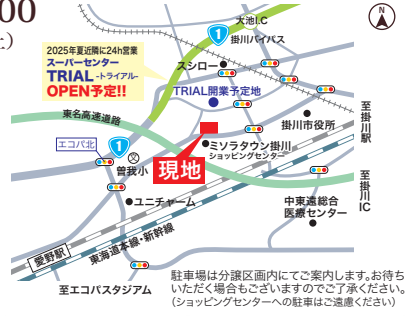 00
大池I.C
1
掛川バイパス
2025年夏近隣に24h営業
スーパーセンター
TRIAL -トライアル-
OPEN予定!!
スシロー
TRIAL開業予定地
N
東名高速道路
掛川市役所
至掛川駅
エコパ北
1
文
曽我小
ミソラタウン掛川
ショッピングセンター
現地
至掛川IC
ユニチャーム
中東遠総合
医療センター
愛野駅
東海道本線・新幹線
至エコパスタジアム
駐車場は分譲区画内にてご案内します。お待ち
いただく場合もございますのでご了承ください。
（ショッピングセンターへの駐車はご遠慮ください）